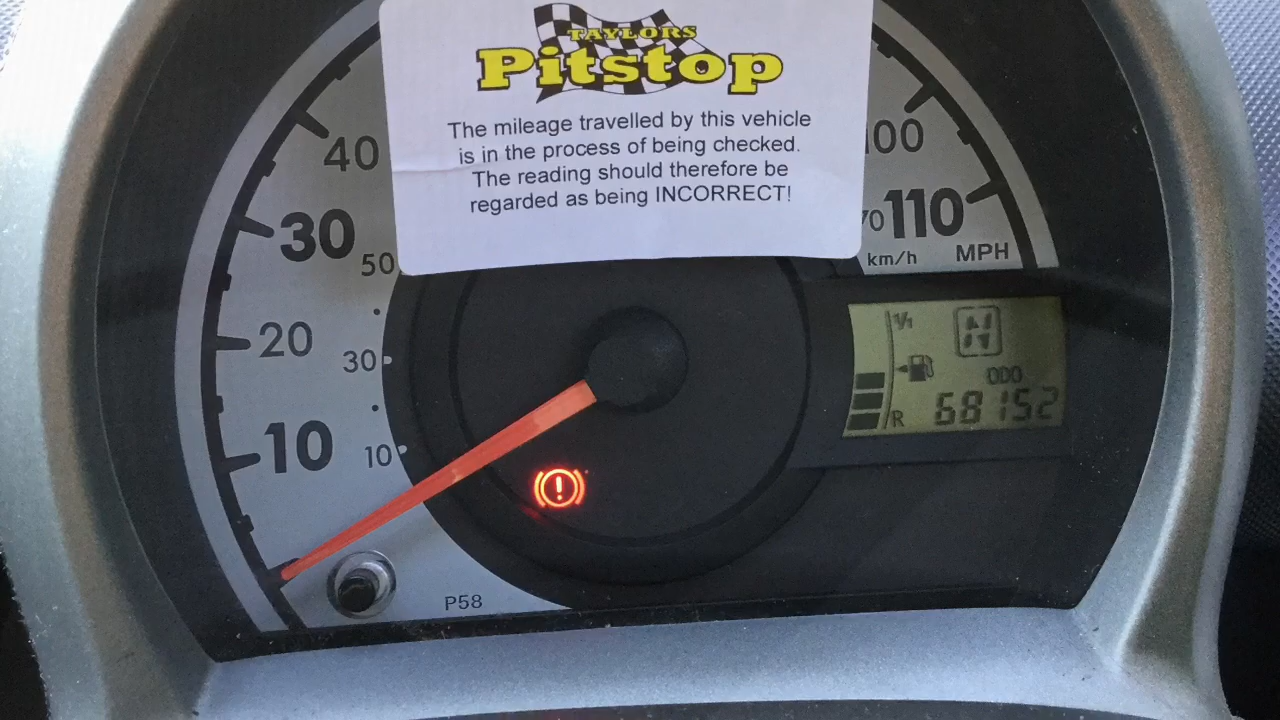 TAYLORS
Pitstop
The mileage travelled by this vehicle
is in the process of being checked.
The reading should therefore be
regarded as being INCORRECT!
40
30
50
20
30
10
10
100
70 110
km/h MPH
1/1 N
ODO
R 68152
P58